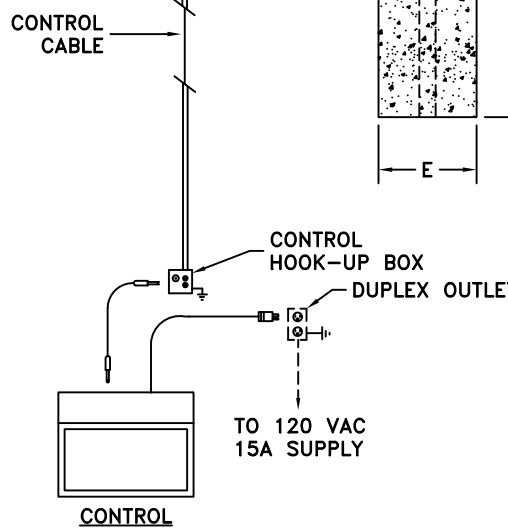 CONTROL
CABLE
E
CONTROL
HOOK-UP BOX
DUPLEX OUTLET
TO 120 VAC
15A SUPPLY
CONTROL